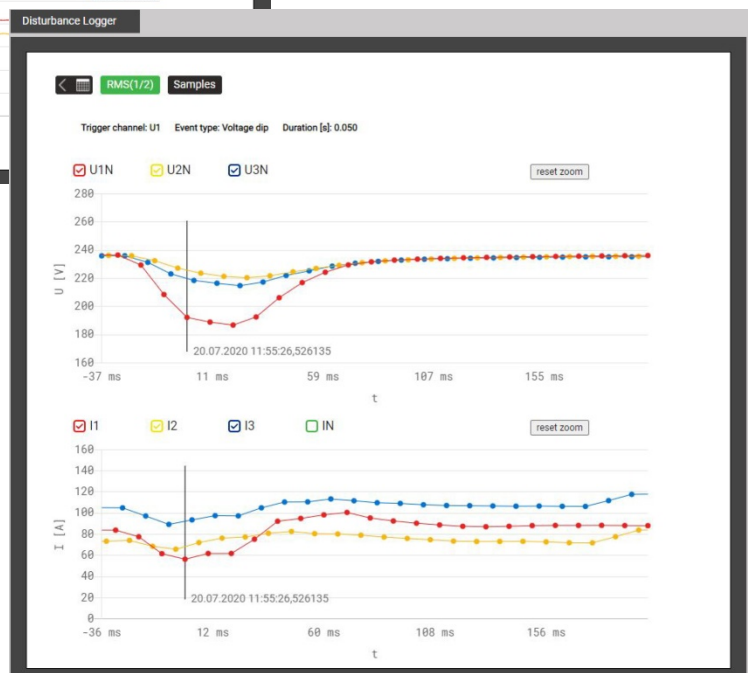 Disturbance Logger
RMS(1/2) Samples
Trigger channel: U1 Event type: Voltage dip Duration [s]: 0.050
U1N U2N U3N reset zoom
280
260
240
220
200
180
160
U [V]
20.07.2020 11:55:26,526135
-37 ms 11 ms 59 ms 107 ms 155 ms
t
I1 I2 I3 IN reset zoom
160
140
120
100
80
60
40
20
0
I [A]
20.07.2020 11:55:26,526135
-36 ms 12 ms 60 ms 108 ms 156 ms
t